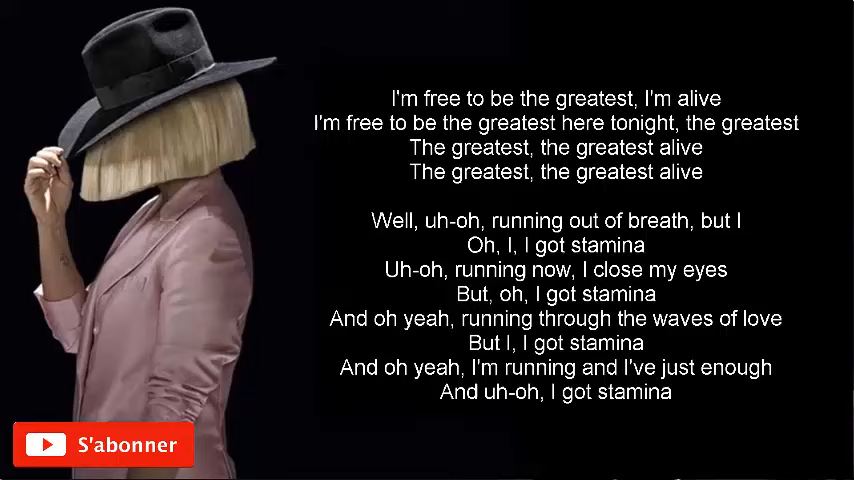 I'm free to be the greatest, I'm alive
I'm free to be the greatest here tonight, the greatest
The greatest, the greatest alive
The greatest, the greatest alive
Well, uh-oh, running out of breath, but I
Oh, I, I got stamina
Uh-oh, running now, I close my eyes
But, oh, I got stamina
And oh yeah, running through the waves of love
But I, I got stamina
And oh yeah, I'm running and I've just enough
And uh-oh, I got stamina
S'abonner